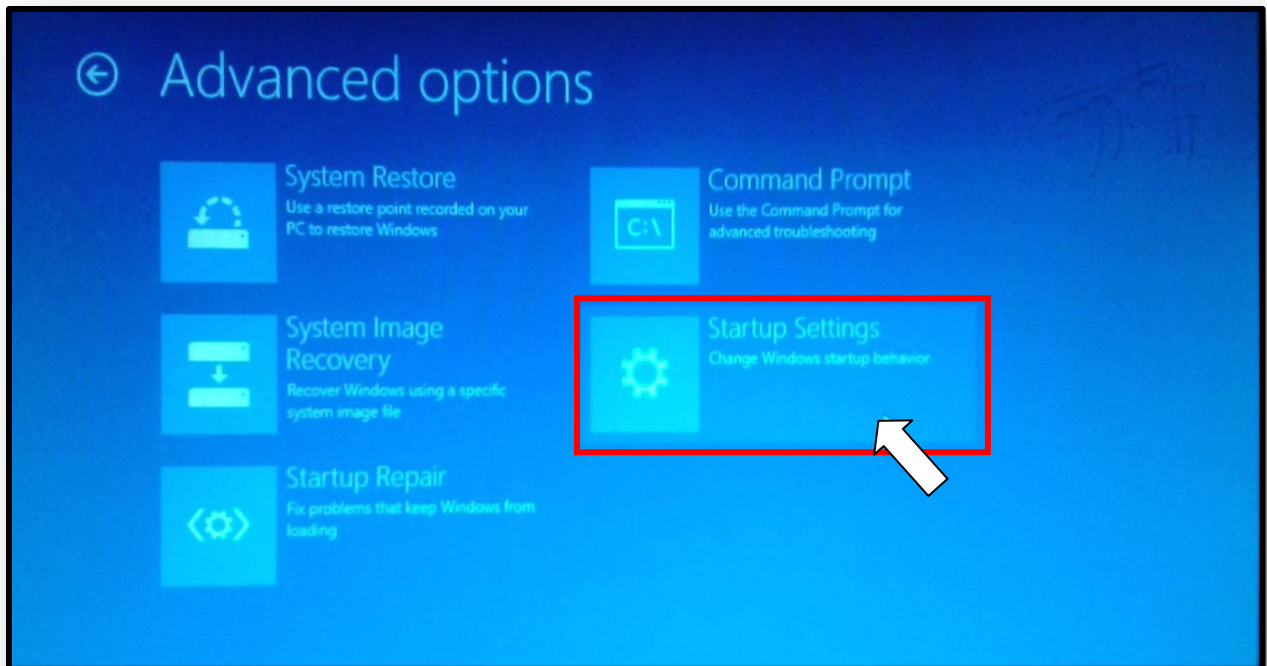 Advanced options
System Restore
Use a restore point recorded on your
PC to restore Windows
System Image
Recovery
Recover Windows using a specific
system image file
Startup Repair
Fix problems that keep Windows from
loading
Command Prompt
Use the Command Prompt for
advanced troubleshooting
C:\
Startup Settings
Change Windows startup behavior